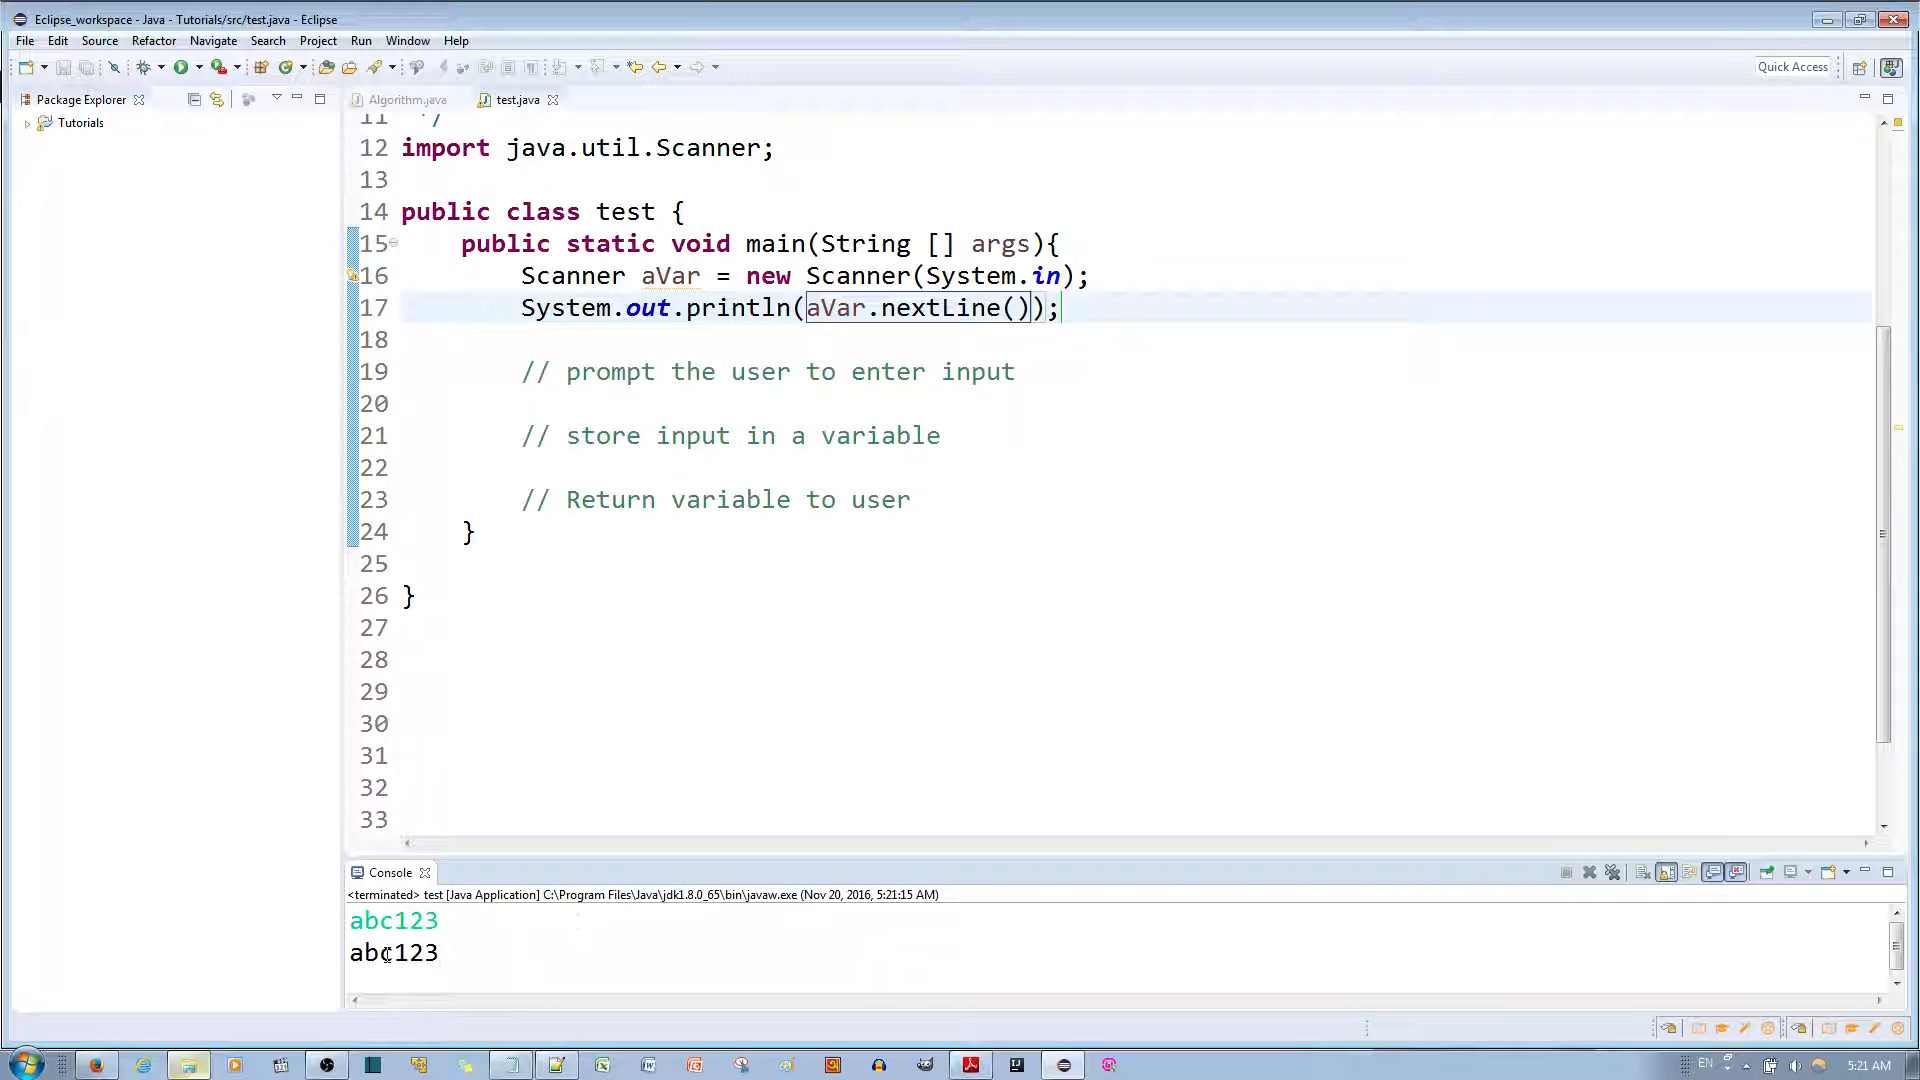 Eclipse_workspace - Java - Tutorials/src/test.java - Eclipse
File Edit Source Refactor Navigate Search Project Run Window Help
Quick Access
Package Explorer
Tutorials
Algorithm.java test.java
11 */
12 import java.util.Scanner;
13
14 public class test {
15 public static void main(String [] args){
16 Scanner aVar = new Scanner(System.in);
17 System.out.println(aVar.nextLine());
18
19 // prompt the user to enter input
20
21 // store input in a variable
22
23 // Return variable to user
24 }
25
26 }
27
28
29
30
31
32
33
Console
<terminated> test [Java Application] C:\Program Files\Java\jdk1.8.0_65\bin\javaw.exe (Nov 20, 2016, 5:21:15 AM)
abc123
abc123
EN 5:21 AM